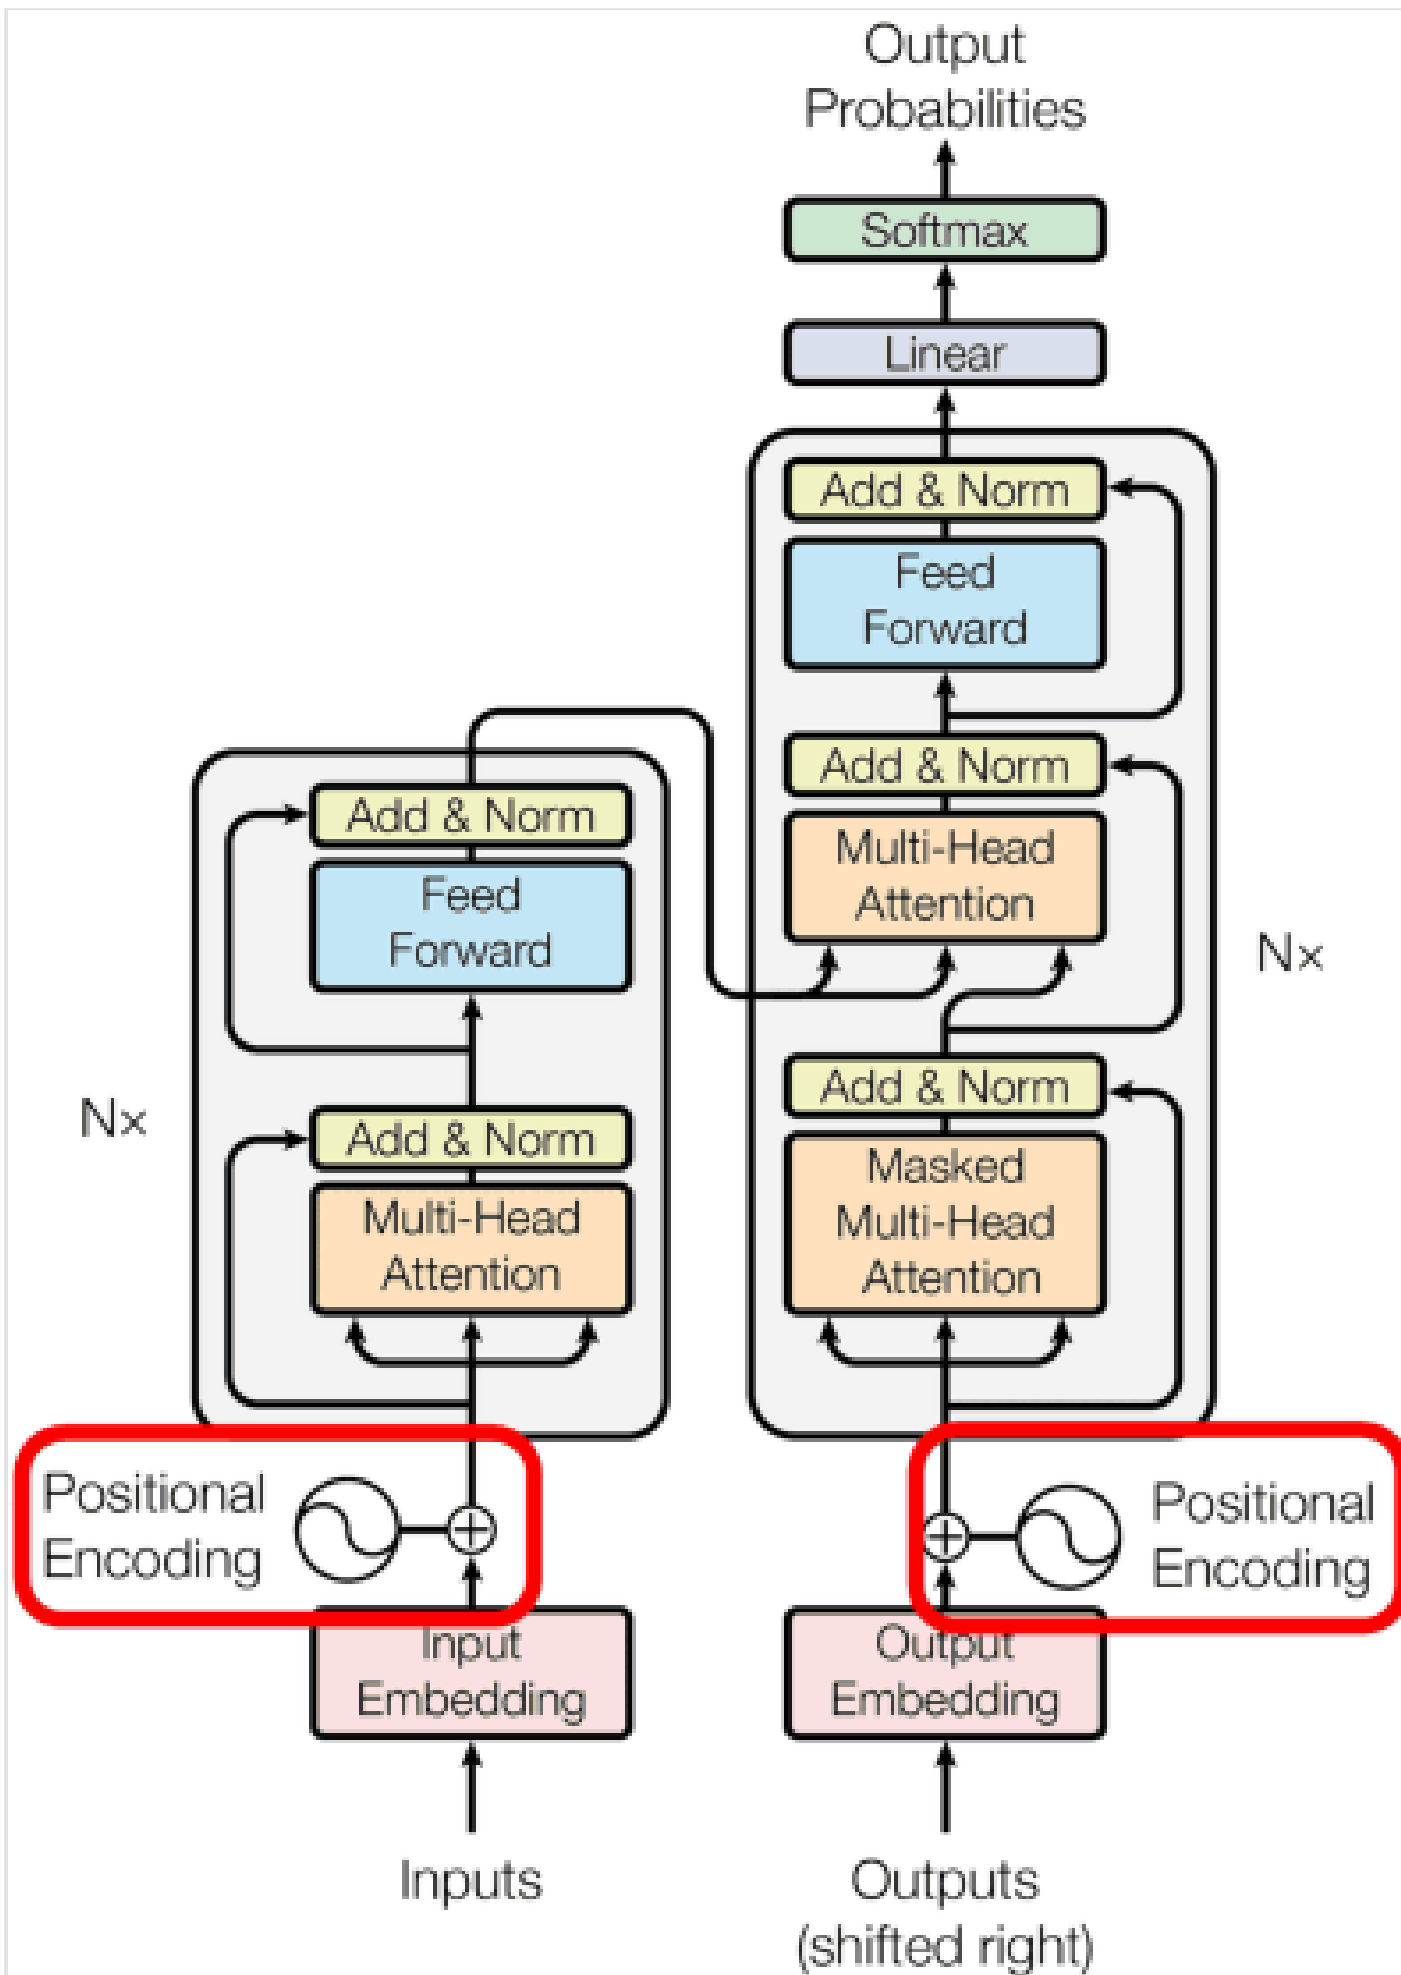 Output
Probabilities
Softmax
Linear
Add & Norm
Feed
Forward
Add & Norm
Multi-Head
Attention
Nx
Add & Norm
Masked
Multi-Head
Attention
Add & Norm
Feed
Forward
Nx
Add & Norm
Multi-Head
Attention
Positional
Encoding
Positional
Encoding
Input
Embedding
Output
Embedding
Inputs
Outputs
(shifted right)